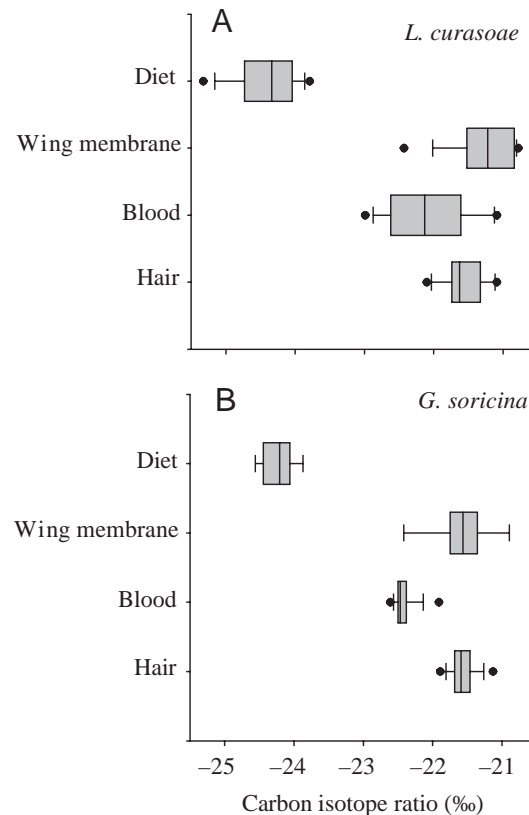 A
L. curasoae
Diet
Wing membrane
Blood
Hair
B
G. soricina
Diet
Wing membrane
Blood
Hair
–25 –24 –23 –22 –21
Carbon isotope ratio (‰)